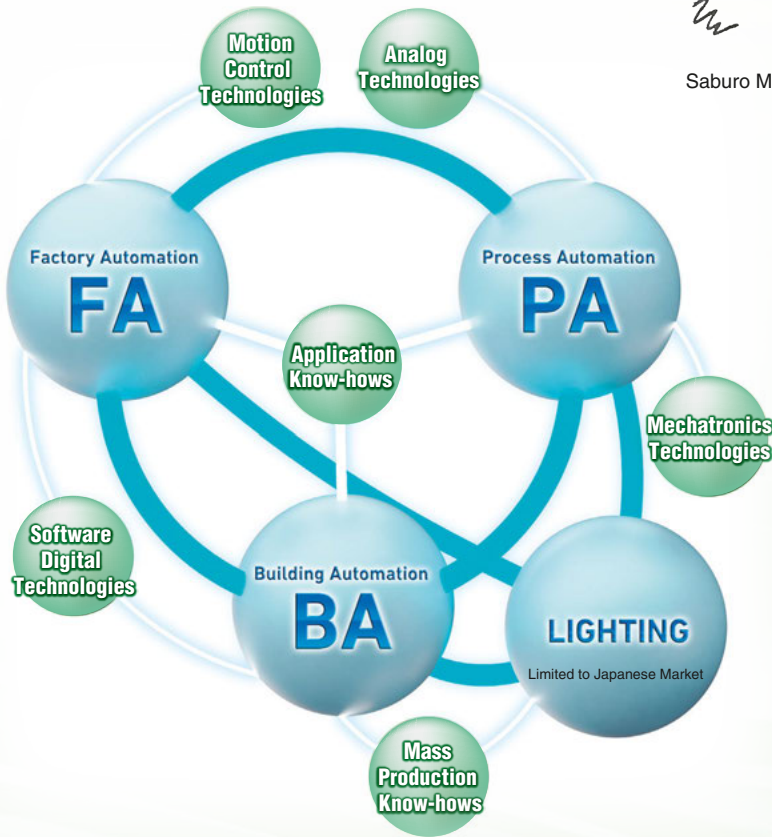 Motion
Control
Technologies
Analog
Technologies
Saburo M
Factory Automation
FA
Process Automation
PA
Application
Know-hows
Mechatronics
Technologies
Software
Digital
Technologies
Building Automation
BA
LIGHTING
Limited to Japanese Market
Mass
Production
Know-hows